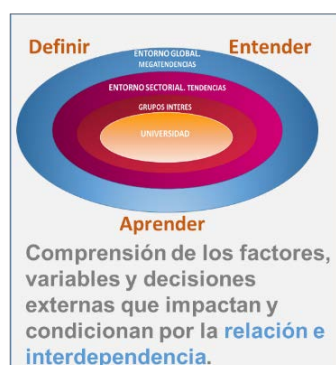 Definir
Entender
ENTORNO GLOBAL.
MEGATENDENCIAS
ENTORNO SECTORIAL. TENDENCIAS
GRUPOS INTERES
UNIVERSIDAD
Aprender
Comprensión de los factores,
variables y decisiones
externas que impactan y
condicionan por la relación e
interdependencia.